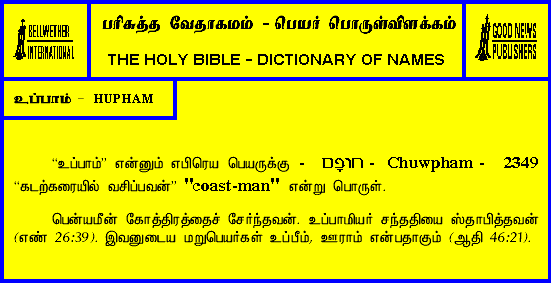 BELLWETHER
INTERNATIONAL
பரிசுத்த வேதாகமம் - பெயர் பொருள்விளக்கம்
THE HOLY BIBLE - DICTIONARY OF NAMES
GOOD NEWS
PUBLISHERS
உப்பாம் - HUPHAM
“உப்பாம்” என்னும் எபிரெய பெயருக்கு - חוּפָם - Chuwpham - 2349
“கடற்கரையில் வசிப்பவன்” "coast-man" என்று பொருள்.
பென்யமீன் கோத்திரத்தைச் சேர்ந்தவன். உப்பாமியர் சந்ததியை ஸ்தாபித்தவன்
(எண் 26:39). இவனுடைய மறுபெயர்கள் உப்பீம், ஊராம் என்பதாகும் (ஆதி 46:21).